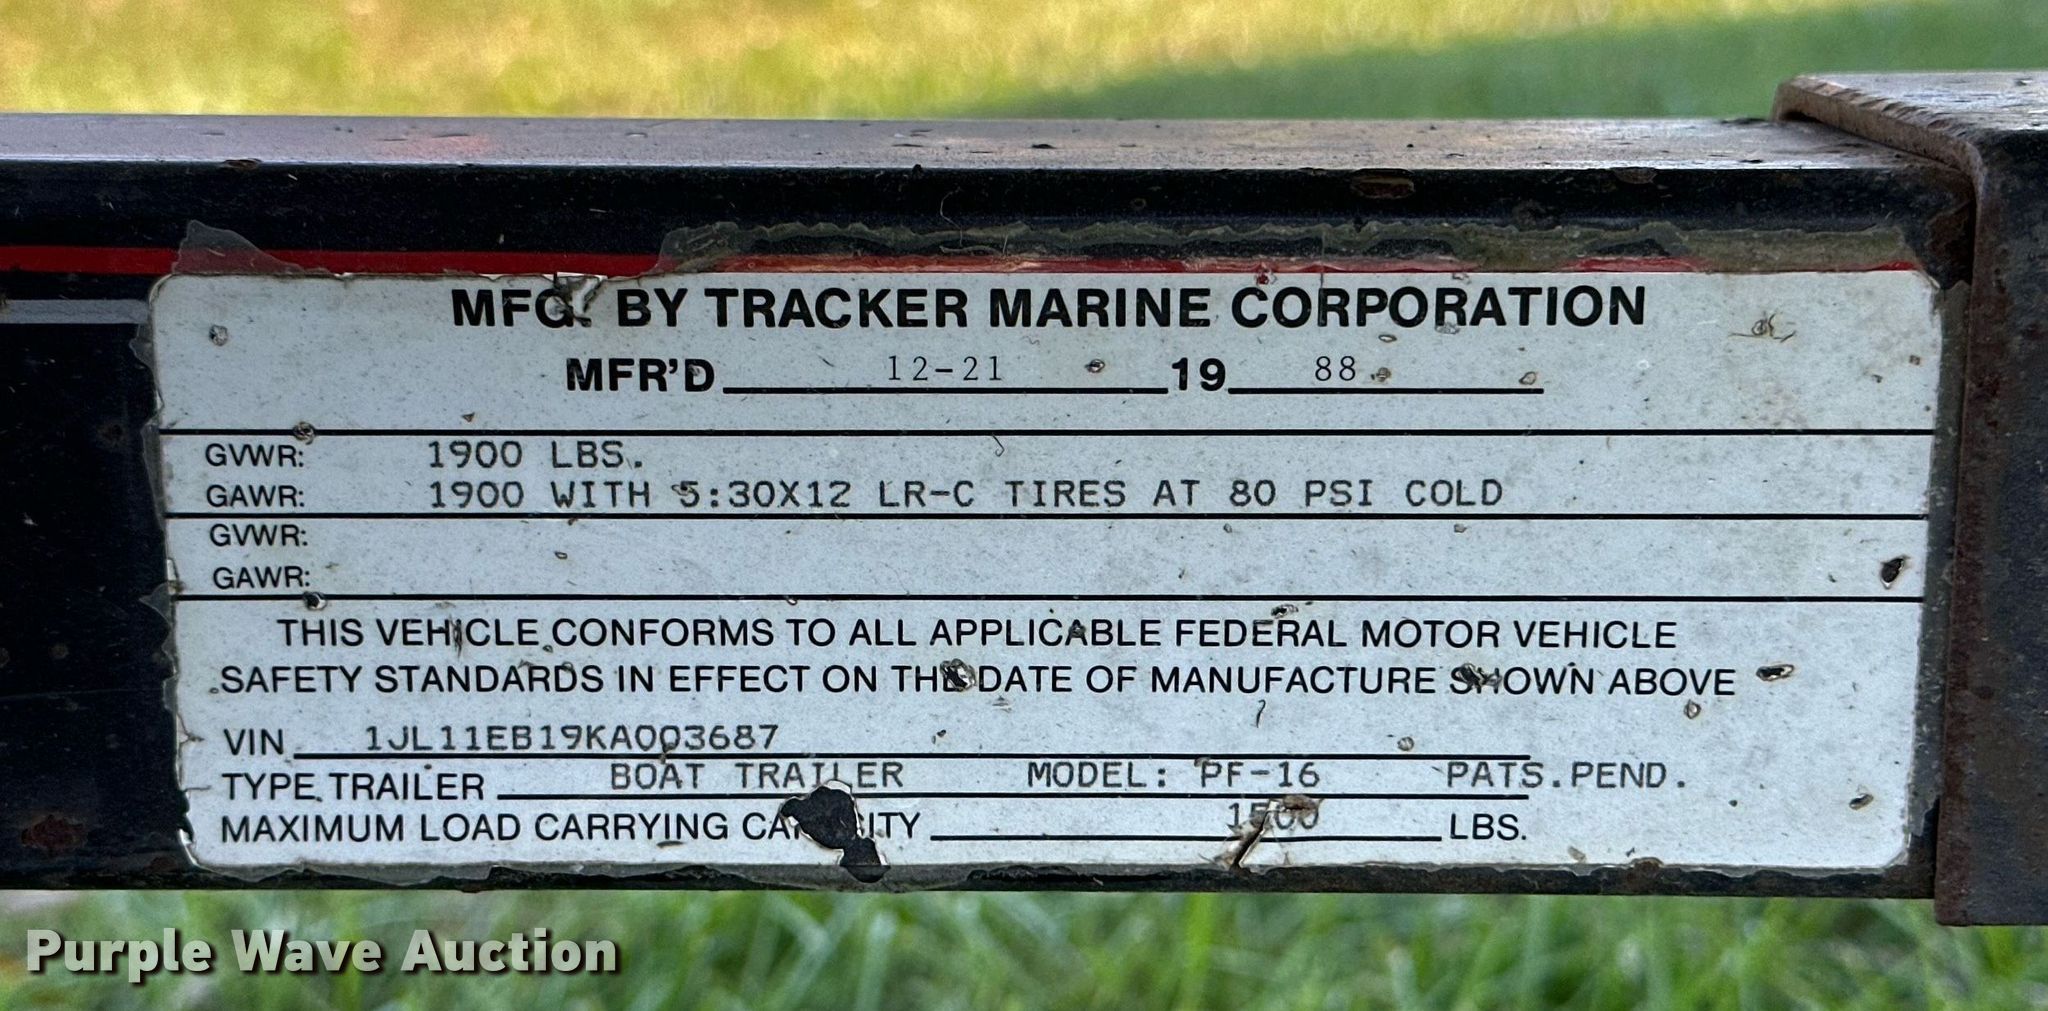 MFG. BY TRACKER MARINE CORPORATION
MFR'D 12-21 19 88
GVWR: 1900 LBS.
GAWR: 1900 WITH 5:30X12 LR-C TIRES AT 80 PSI COLD
GVWR:
GAWR:
THIS VEHICLE CONFORMS TO ALL APPLICABLE FEDERAL MOTOR VEHICLE
SAFETY STANDARDS IN EFFECT ON THE DATE OF MANUFACTURE SHOWN ABOVE
VIN 1JL11EB19KA003687
TYPE TRAILER BOAT TRAILER MODEL: PF-16 PATS.PEND.
MAXIMUM LOAD CARRYING CAPACITY LBS.
Purple Wave Auction